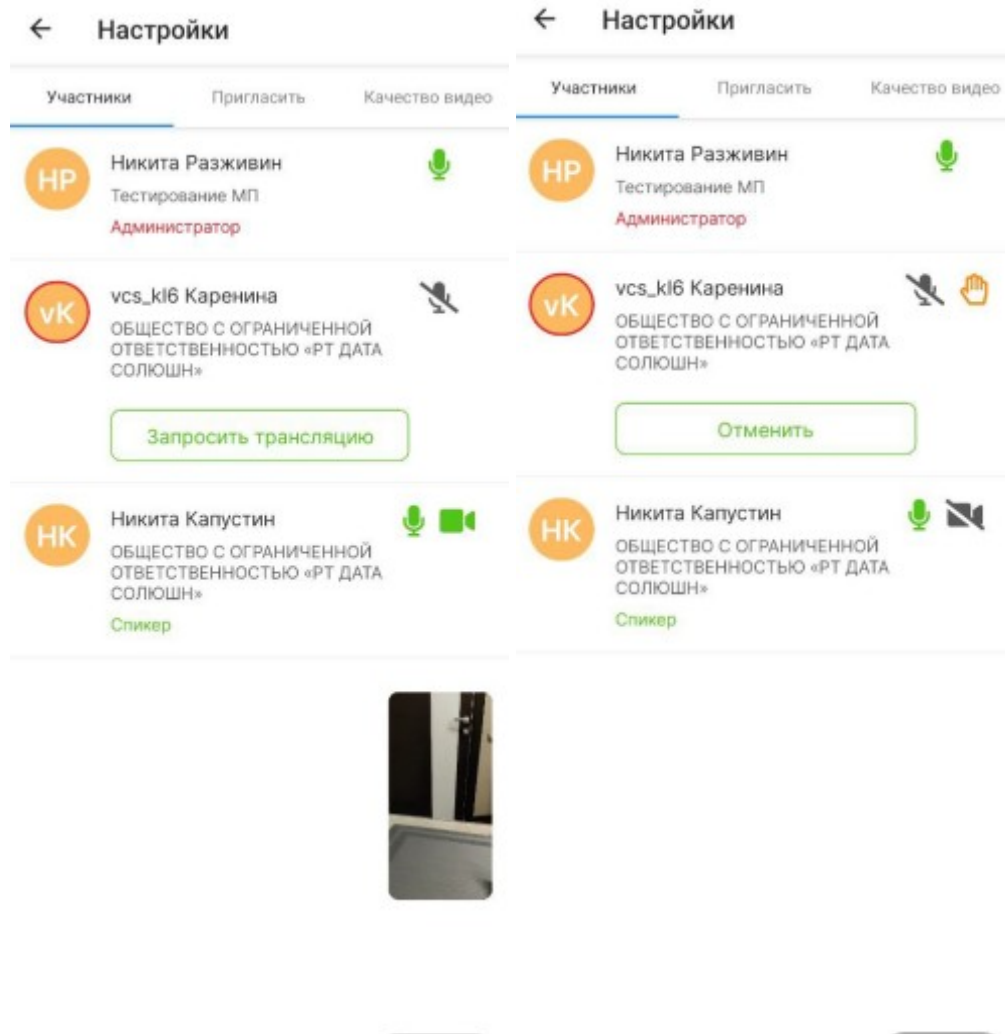 Настройки
Участники Пригласить Качество видео
НР
Никита Разживин
Тестирование МП
Администратор
vK
vcs_kl6 Каренина
ОБЩЕСТВО С ОГРАНИЧЕННОЙ
ОТВЕТСТВЕННОСТЬЮ «РТ ДАТА
СОЛЮШН»
Запросить трансляцию
НК
Никита Капустин
ОБЩЕСТВО С ОГРАНИЧЕННОЙ
ОТВЕТСТВЕННОСТЬЮ «РТ ДАТА
СОЛЮШН»
Спикер
Настройки
Участники Пригласить Качество видео
НР
Никита Разживин
Тестирование МП
Администратор
vK
vcs_kl6 Каренина
ОБЩЕСТВО С ОГРАНИЧЕННОЙ
ОТВЕТСТВЕННОСТЬЮ «РТ ДАТА
СОЛЮШН»
Отменить
НК
Никита Капустин
ОБЩЕСТВО С ОГРАНИЧЕННОЙ
ОТВЕТСТВЕННОСТЬЮ «РТ ДАТА
СОЛЮШН»
Спикер